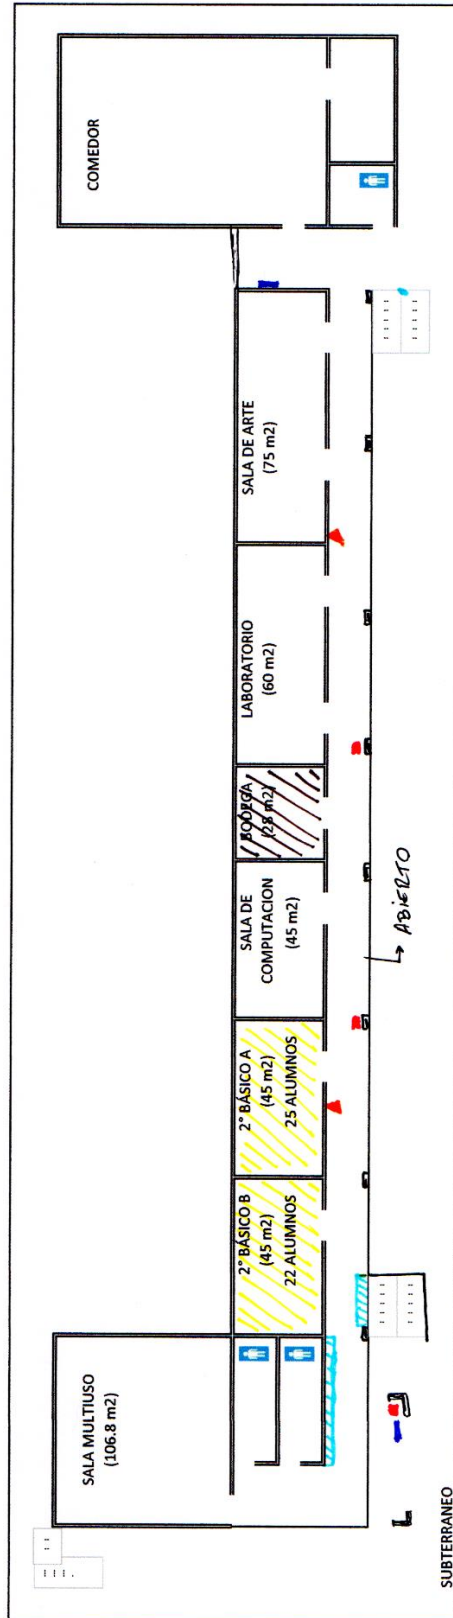 SALA MULTIUSO
(106.8 m2)
2° BÁSICO B
(45 m2)
22 ALUMNOS
2° BÁSICO A
(45 m2)
25 ALUMNOS
SALA DE
COMPUTACION
(45 m2)
BODEGA
(28 m2)
LABORATORIO
(60 m2)
SALA DE ARTE
(75 m2)
COMEDOR
ABIERTO
SUBTERRANEO